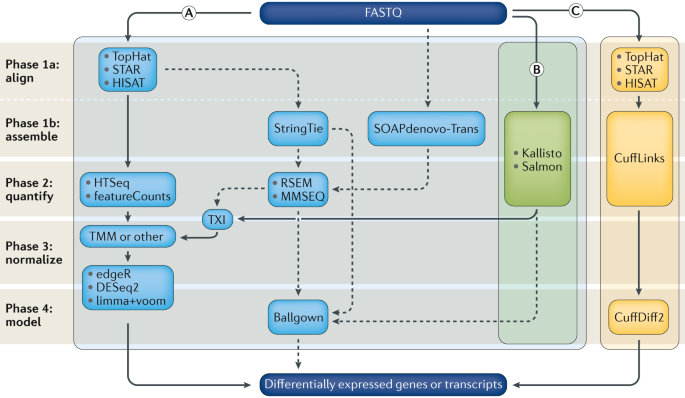 FASTQ
A
B
C
Phase 1a:
align
• TopHat
• STAR
• HISAT
• TopHat
• STAR
• HISAT
Phase 1b:
assemble
StringTie
SOAPdenovo-Trans
• Kallisto
• Salmon
CuffLinks
Phase 2:
quantify
• HTSeq
• featureCounts
• RSEM
• MMSEQ
TXI
Phase 3:
normalize
TMM or other
• edgeR
• DESeq2
• limma+voom
Phase 4:
model
Ballgown
CuffDiff2
Differentially expressed genes or transcripts